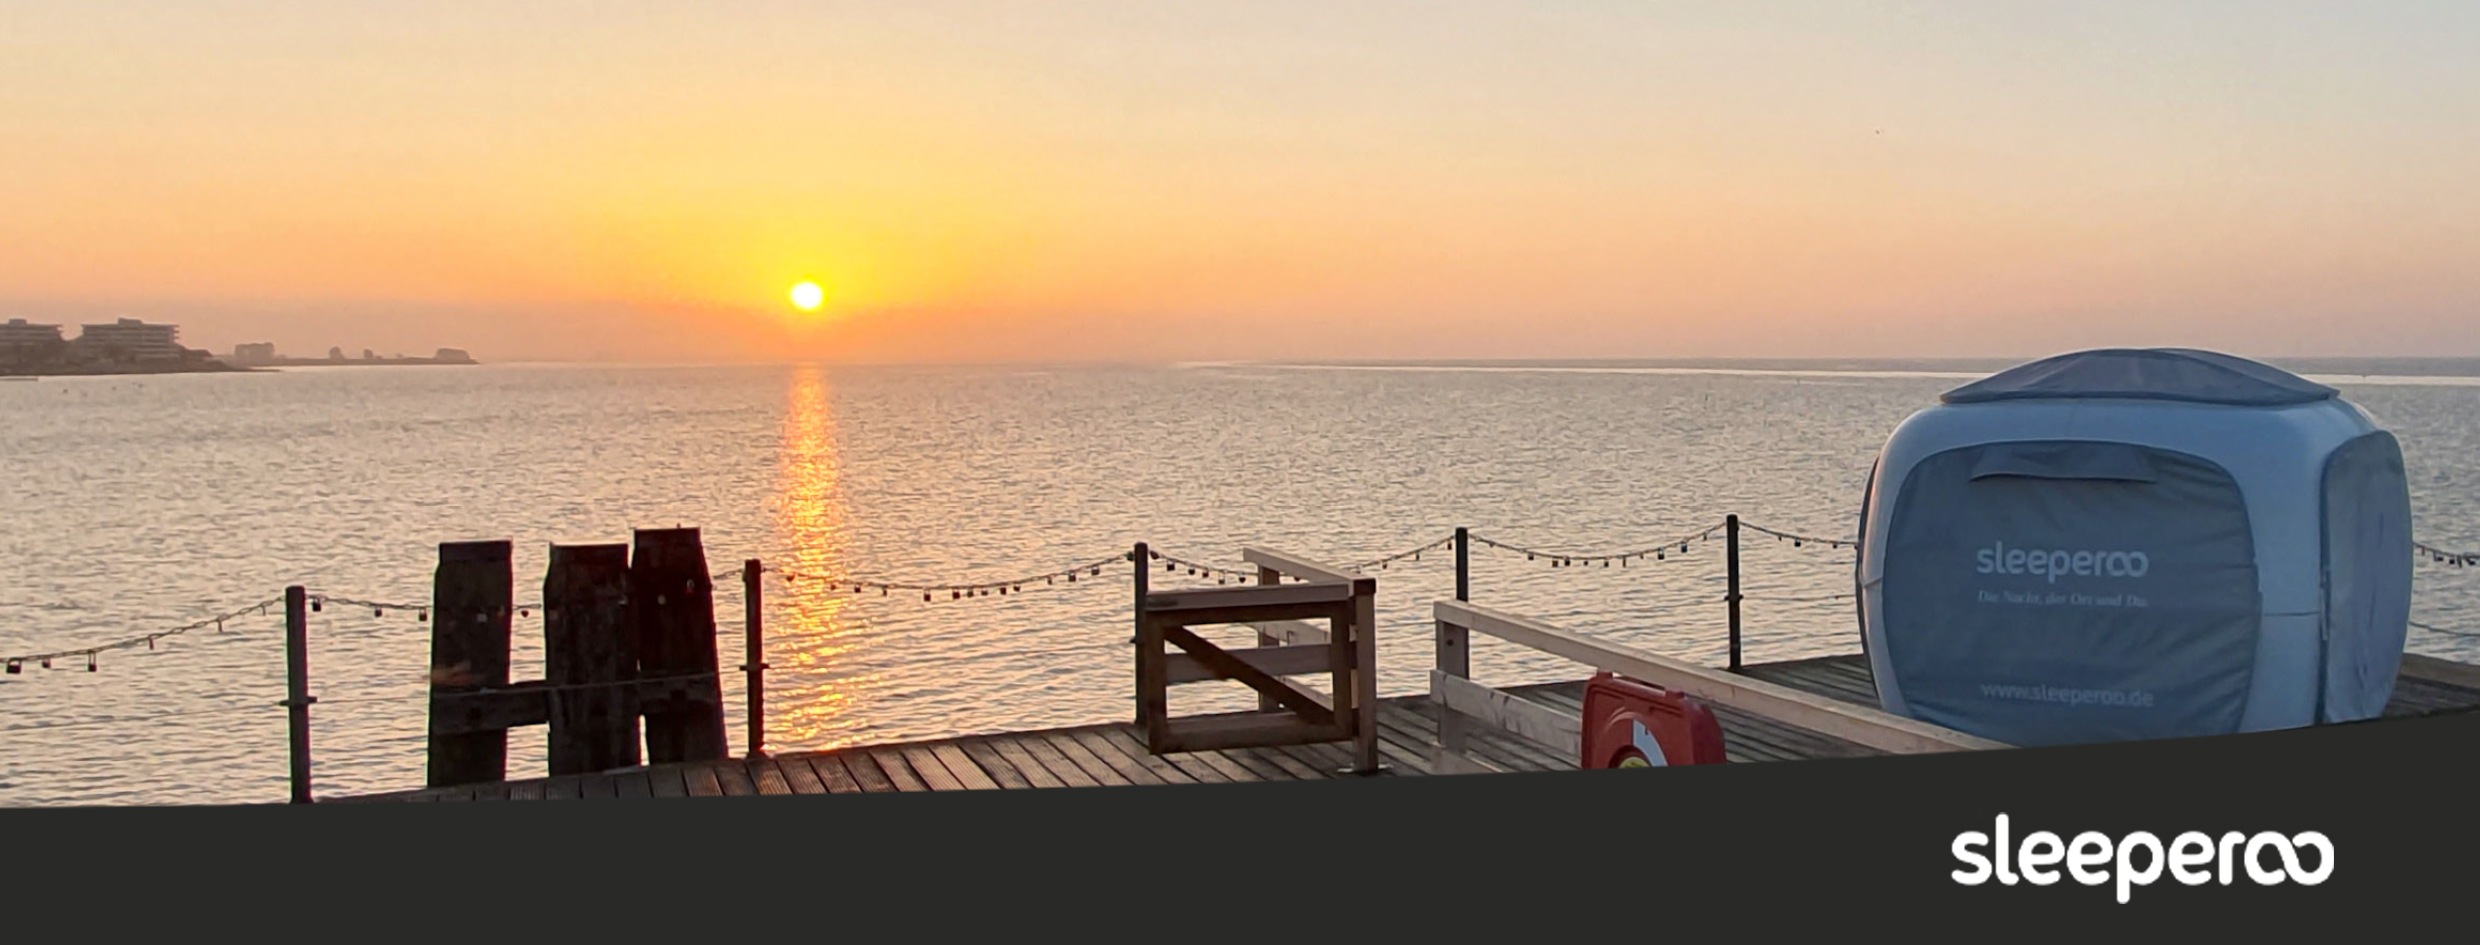 sleeperoo
Die Nacht, der Ort und Du.
www.sleeperoo.de
sleeperoo